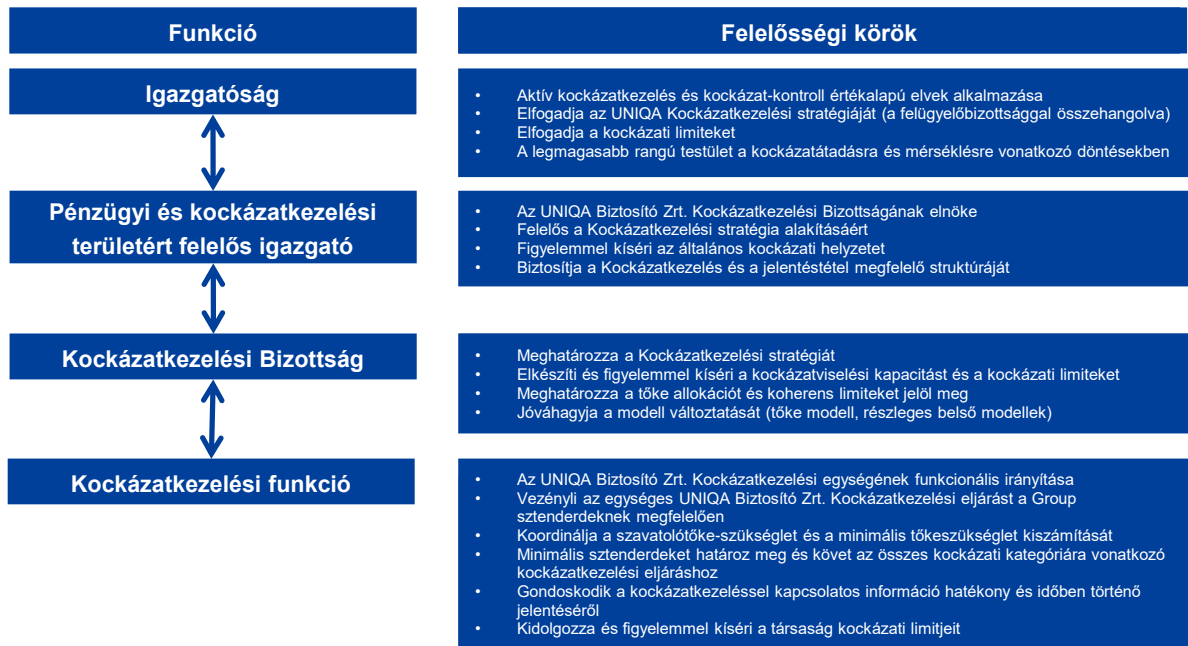 Funkció
Felelősségi körök
Igazgatóság
• Aktív kockázatkezelés és kockázat-kontroll értékalapú elvek alkalmazása
• Elfogadja az UNIQA Kockázatkezelési stratégiáját (a felügyelőbizottsággal összehangolva)
• Elfogadja a kockázati limiteket
• A legmagasabb rangú testület a kockázatátadásra és mérséklésre vonatkozó döntésekben
Pénzügyi és kockázatkezelési
területért felelős igazgató
• Az UNIQA Biztosító Zrt. Kockázatkezelési Bizottságának elnöke
• Felelős a Kockázatkezelési stratégia alakításáért
• Figyelemmel kíséri az általános kockázati helyzetet
• Biztosítja a Kockázatkezelés és a jelentéstétel megfelelő struktúráját
Kockázatkezelési Bizottság
• Meghatározza a Kockázatkezelési stratégiát
• Elkészíti és figyelemmel kíséri a kockázatviselési kapacitást és a kockázati limiteket
• Meghatározza a tőke allokációt és koherens limiteket jelöl meg
• Jóváhagyja a modell változtatását (tőke modell, részleges belső modellek)
Kockázatkezelési funkció
• Az UNIQA Biztosító Zrt. Kockázatkezelési egységének funkcionális irányítása
• Vezényli az egységes UNIQA Biztosító Zrt. Kockázatkezelési eljárást a Group
sztenderdeknek megfelelően
• Koordinálja a szavatolótőke-szükséglet és a minimális tőkeszükséglet kiszámítását
• Minimális sztenderdeket határoz meg és követ az összes kockázati kategóriára vonatkozó
kockázatkezelési eljáráshoz
• Gondoskodik a kockázatkezeléssel kapcsolatos információ hatékony és időben történő
jelentéséről
• Kidolgozza és figyelemmel kíséri a társaság kockázati limitjeit